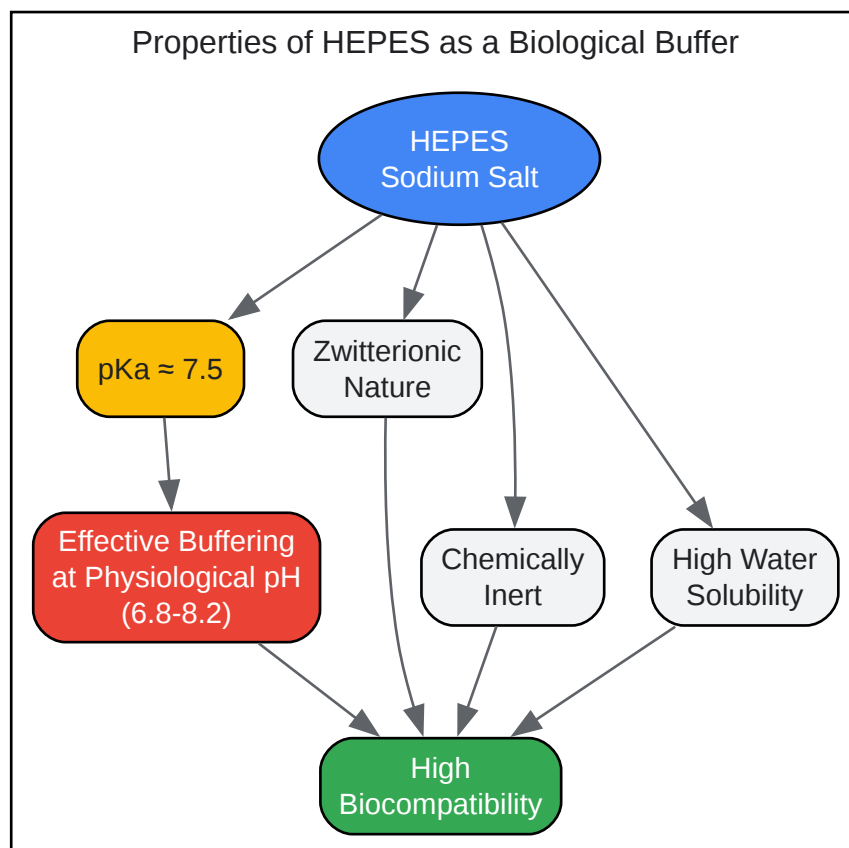 Properties of HEPES as a Biological Buffer
HEPES
Sodium Salt
pKa ≈ 7.5
Zwitterionic
Nature
Effective Buffering
at Physiological pH
(6.8-8.2)
Chemically
Inert
High Water
Solubility
High
Biocompatibility